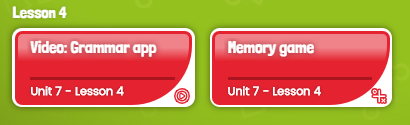 Lesson 4
Video: Grammar app
Memory game
Unit 7 - Lesson 4
Unit 7 - Lesson 4